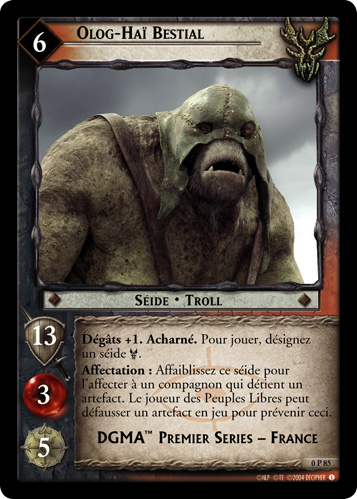 6
OLOG-HAÏ BESTIAL
SÉIDE • TROLL
13
Dégâts +1. Acharné. Pour jouer, désignez
un séide.
3
Affectation : Affaiblissez ce séide pour
l'affecter à un compagnon qui détient un
artefact. Le joueur des Peuples Libres peut
défausser un artefact en jeu pour prévenir ceci.
5
DGMA™ PREMIER SERIES – FRANCE
0 P 85
©NLP ©TE ©2004 DECIPHER